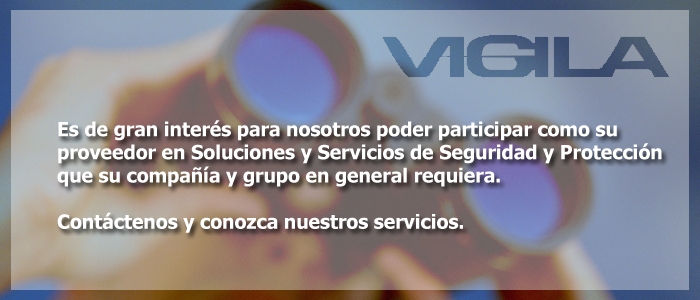 VIGILA
Es de gran interés para nosotros poder participar como su
proveedor en Soluciones y Servicios de Seguridad y Protección
que su compañía y grupo en general requiera.
Contáctenos y conozca nuestros servicios.